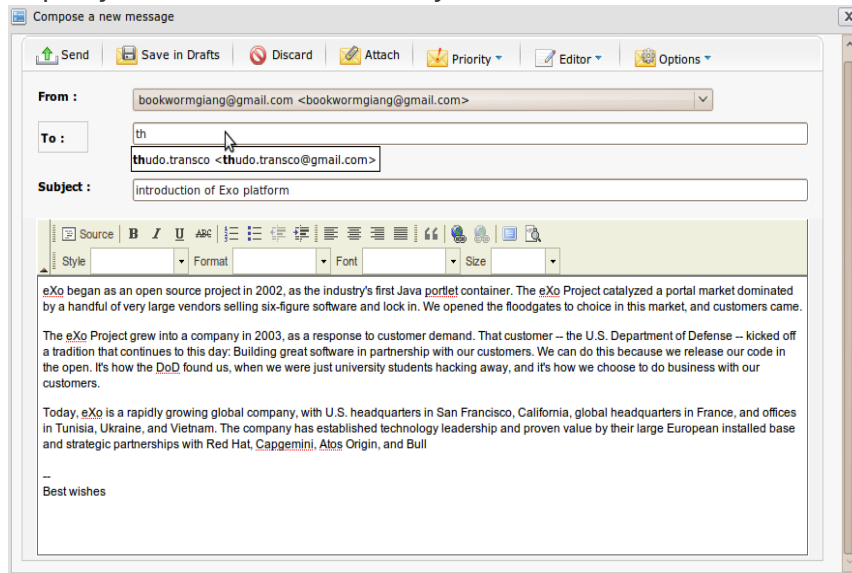 Compose a new message
X
Send Save in Drafts Discard Attach Priority Editor Options
From : bookwormgiang@gmail.com <bookwormgiang@gmail.com>
To : th
thudo.transco <thudo.transco@gmail.com>
Subject : introduction of Exo platform
Source B I U ABC
Style Format Font Size
eXo began as an open source project in 2002, as the industry's first Java portlet container. The eXo Project catalyzed a portal market dominated
by a handful of very large vendors selling six-figure software and lock in. We opened the floodgates to choice in this market, and customers came.
The eXo Project grew into a company in 2003, as a response to customer demand. That customer -- the U.S. Department of Defense -- kicked off
a tradition that continues to this day: Building great software in partnership with our customers. We can do this because we release our code in
the open. It's how the DoD found us, when we were just university students hacking away, and it's how we choose to do business with our
customers.
Today, eXo is a rapidly growing global company, with U.S. headquarters in San Francisco, California, global headquarters in France, and offices
in Tunisia, Ukraine, and Vietnam. The company has established technology leadership and proven value by their large European installed base
and strategic partnerships with Red Hat, Capgemini, Atos Origin, and Bull
--
Best wishes